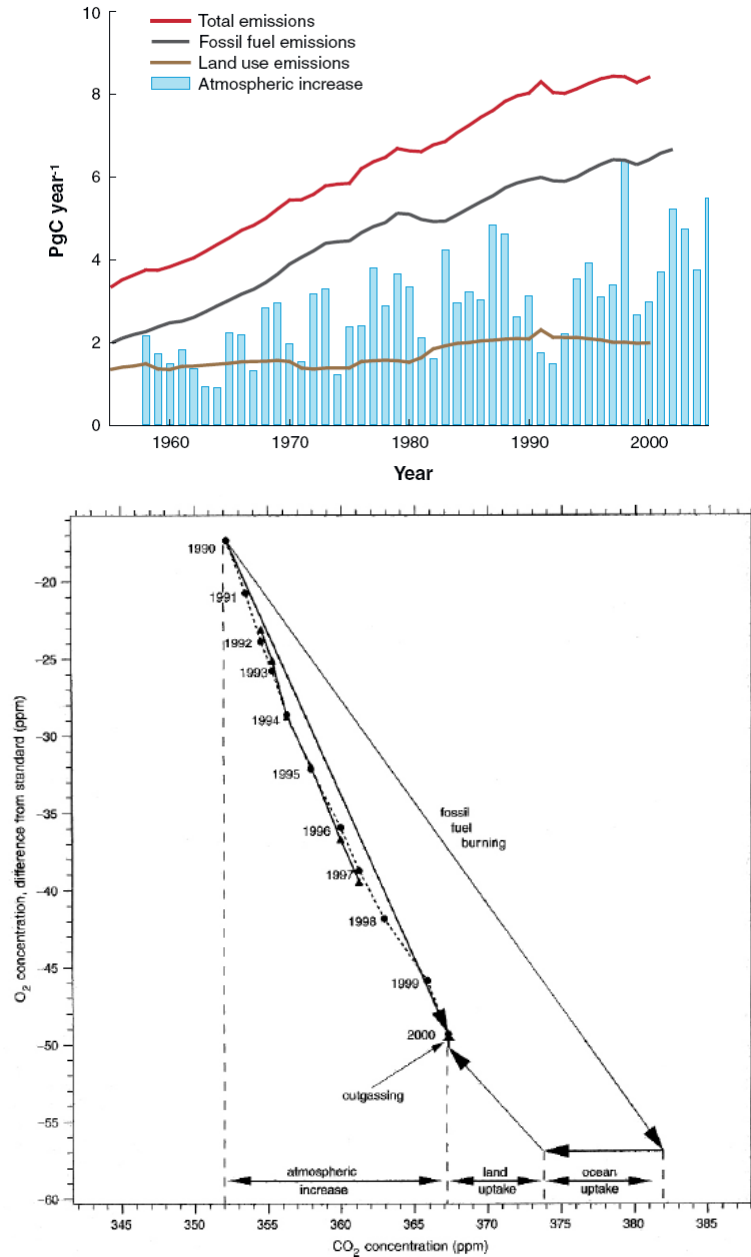 Total emissions
Fossil fuel emissions
Land use emissions
Atmospheric increase
PgC year-1
10
8
6
4
2
0
1960 1970 1980 1990 2000
Year
O2 concentration, difference from standard (ppm)
−20
−25
−30
−35
−40
−45
−50
−55
−60
1990
1991
1992
1993
1994
1995
1996
1997
1998
1999
2000
fossil
fuel
burning
outgassing
atmospheric
increase
land
uptake
ocean
uptake
345 350 355 360 365 370 375 380 385
CO2 concentration (ppm)